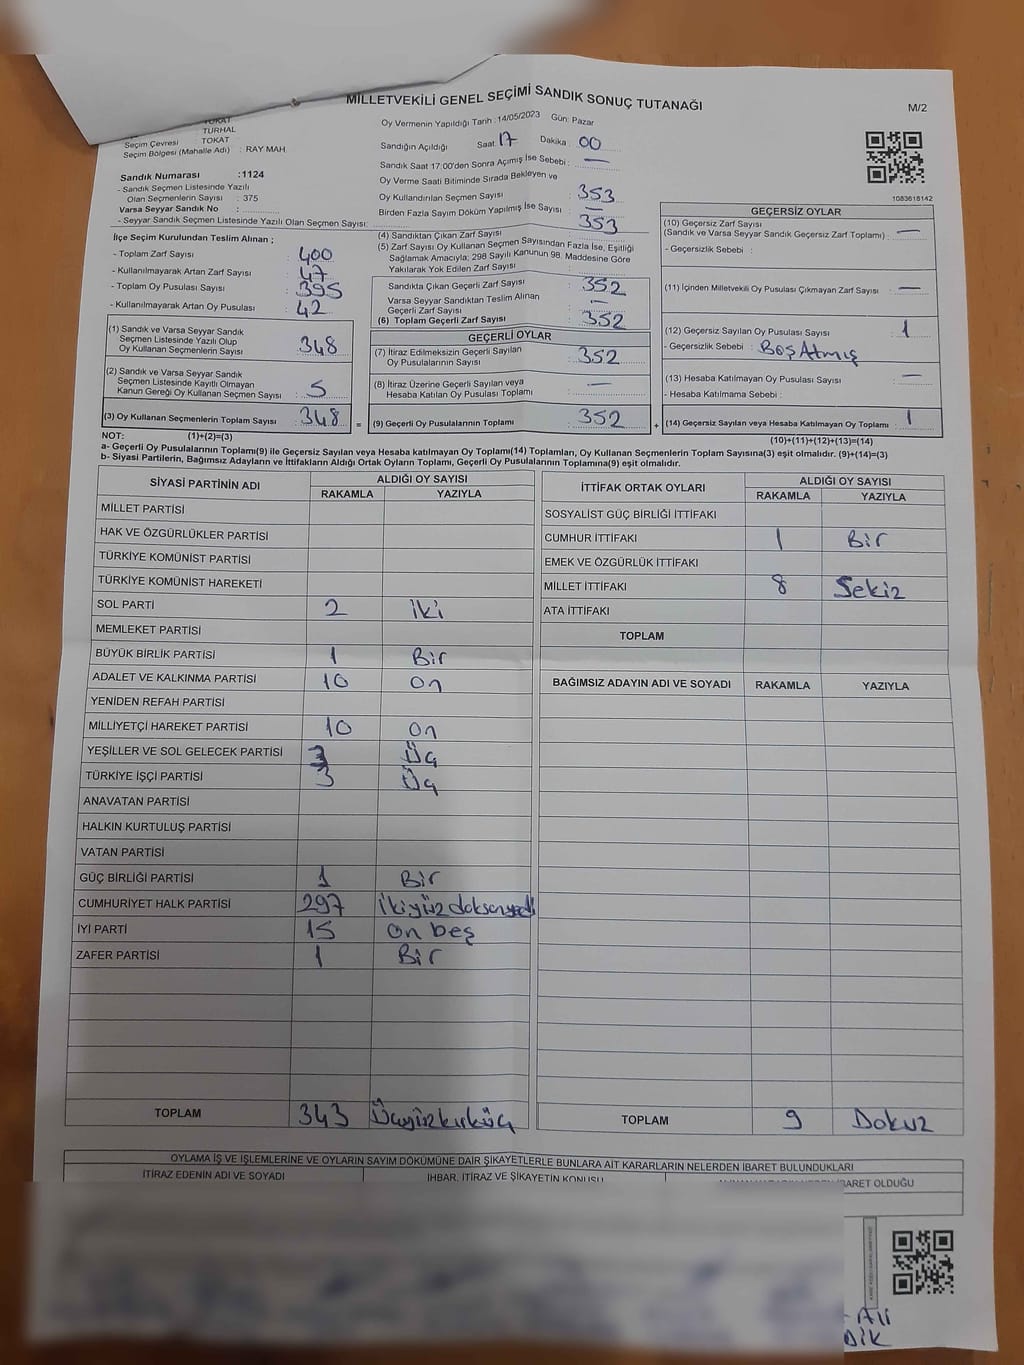 MİLLETVEKİLİ GENEL SEÇİMİ SANDIK SONUÇ TUTANAĞI
M/2
TOKAT
: TURHAL
Seçim Çevresi : TOKAT
Seçim Bölgesi (Mahalle Adı) : RAY MAH.
Sandık Numarası :1124
- Sandık Seçmen Listesinde Yazılı
Olan Seçmenlerin Sayısı : 375
Varsa Seyyar Sandık No :
- Seyyar Sandık Seçmen Listesinde Yazılı Olan Seçmen Sayısı:
Oy Vermenin Yapıldığı Tarih :14/05/2023 Gün: Pazar
Sandığın Açıldığı Saat : 17 Dakika : 00
Sandık Saat 17:00'den Sonra Açımış İse Sebebi : —
Oy Verme Saati Bitiminde Sırada Bekleyen ve
Oy Kullandırılan Seçmen Sayısı : 353
Birden Fazla Sayım Döküm Yapılmış İse Sayısı : —
1083618142
İlçe Seçim Kurulundan Teslim Alınan ;
- Toplam Zarf Sayısı : 400
- Kullanılmayarak Artan Zarf Sayısı : 47
- Toplam Oy Pusulası Sayısı : 395
- Kullanılmayarak Artan Oy Pusulası : 42
(1) Sandık ve Varsa Seyyar Sandık
Seçmen Listesinde Yazılı Olup
Oy Kullanan Seçmenlerin Sayısı : 348
(2) Sandık ve Varsa Seyyar Sandık
Seçmen Listesinde Kayıtlı Olmayan
Kanun Gereği Oy Kullanan Seçmen Sayısı : 5
(3) Oy Kullanan Seçmenlerin Toplam Sayısı : 348 =
(4) Sandıktan Çıkan Zarf Sayısı : 353
(5) Zarf Sayısı Oy Kullanan Seçmen Sayısından Fazla İse, Eşitliği
Sağlamak Amacıyla; 298 Sayılı Kanunun 98. Maddesine Göre
Yakılarak Yok Edilen Zarf Sayısı :
Sandıkta Çıkan Geçerli Zarf Sayısı : 352
Varsa Seyyar Sandıktan Teslim Alınan
Geçerli Zarf Sayısı : —
(6) Toplam Geçerli Zarf Sayısı : 352
GEÇERLİ OYLAR
(7) İtiraz Edilmeksizin Geçerli Sayılan
Oy Pusulalarının Sayısı : 352
(8) İtiraz Üzerine Geçerli Sayılan veya
Hesaba Katılan Oy Pusulası Toplamı : —
(9) Geçerli Oy Pusulalarının Toplamı : 352 +
GEÇERSİZ OYLAR
(10) Geçersiz Zarf Sayısı
(Sandık ve Varsa Seyyar Sandık Geçersiz Zarf Toplamı) : —
- Geçersizlik Sebebi :
(11) İçinden Milletvekili Oy Pusulası Çıkmayan Zarf Sayısı : —
(12) Geçersiz Sayılan Oy Pusulası Sayısı : 1
- Geçersizlik Sebebi : Boş Atmış
(13) Hesaba Katılmayan Oy Pusulası Sayısı : —
- Hesaba Katılmama Sebebi :
(14) Geçersiz Sayılan veya Hesaba Katılmayan Oy Toplamı : 1
NOT: (1)+(2)=(3)
(10)+(11)+(12)+(13)=(14)
a- Geçerli Oy Pusulalarının Toplamı(9) ile Geçersiz Sayılan veya Hesaba katılmayan Oy Toplamı(14) Toplamları, Oy Kullanan Seçmenlerin Toplam Sayısına(3) eşit olmalıdır. (9)+(14)=(3)
b- Siyasi Partilerin, Bağımsız Adayların ve İttifakların Aldığı Ortak Oyların Toplamı, Geçerli Oy Pusulalarının Toplamına(9) eşit olmalıdır.
SİYASİ PARTİNİN ADI ALDIĞI OY SAYISI
RAKAMLA YAZIYLA
MİLLET PARTİSİ
HAK VE ÖZGÜRLÜKLER PARTİSİ
TÜRKİYE KOMÜNİST PARTİSİ
TÜRKİYE KOMÜNİST HAREKETİ
SOL PARTİ 2 iki
MEMLEKET PARTİSİ
BÜYÜK BİRLİK PARTİSİ 1 Bir
ADALET VE KALKINMA PARTİSİ 10 On
YENİDEN REFAH PARTİSİ
MİLLİYETÇİ HAREKET PARTİSİ 10 On
YEŞİLLER VE SOL GELECEK PARTİSİ 3 Üç
TÜRKİYE İŞÇİ PARTİSİ 3 Üç
ANAVATAN PARTİSİ
HALKIN KURTULUŞ PARTİSİ
VATAN PARTİSİ
GÜÇ BİRLİĞİ PARTİSİ 1 Bir
CUMHURİYET HALK PARTİSİ 297 ikiyüzdoksanyedi
İYİ PARTİ 15 on beş
ZAFER PARTİSİ 1 Bir
TOPLAM 343 Üçyüzkırküç
İTTİFAK ORTAK OYLARI ALDIĞI OY SAYISI
RAKAMLA YAZIYLA
SOSYALİST GÜÇ BİRLİĞİ İTTİFAKI
CUMHUR İTTİFAKI 1 Bir
EMEK VE ÖZGÜRLÜK İTTİFAKI
MİLLET İTTİFAKI 8 Sekiz
ATA İTTİFAKI
TOPLAM
BAĞIMSIZ ADAYIN ADI VE SOYADI RAKAMLA YAZIYLA
TOPLAM 9 Dokuz
OYLAMA İŞ VE İŞLEMLERİNE VE OYLARIN SAYIM DÖKÜMÜNE DAİR ŞİKAYETLERLE BUNLARA AİT KARARLARIN NELERDEN İBARET BULUNDUKLARI
İTİRAZ EDENİN ADI VE SOYADI İHBAR, İTİRAZ VE ŞİKAYETİN KONUSU İBARET OLDUĞU
Ali
DİK